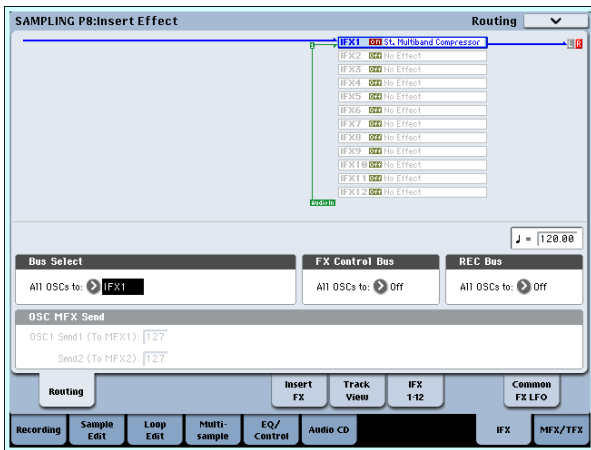 SAMPLING P8:Insert Effect Routing
IFX1 On St. Multiband Compressor L R
IFX2 Off No Effect
IFX3 Off No Effect
IFX4 Off No Effect
IFX5 Off No Effect
IFX6 Off No Effect
IFX7 Off No Effect
IFX8 Off No Effect
IFX9 Off No Effect
IFX10 Off No Effect
IFX11 Off No Effect
IFX12 Off No Effect
Audio In
♩ = 120.00
Bus Select FX Control Bus REC Bus
All OSCs to: IFX1 All OSCs to: Off All OSCs to: Off
OSC MFX Send
OSC1 Send1 (To MFX1): 127
Send2 (To MFX2): 127
Routing Insert FX Track View IFX 1-12 Common FX LFO
Recording Sample Edit Loop Edit Multi-sample EQ/Control Audio CD IFX MFX/TFX